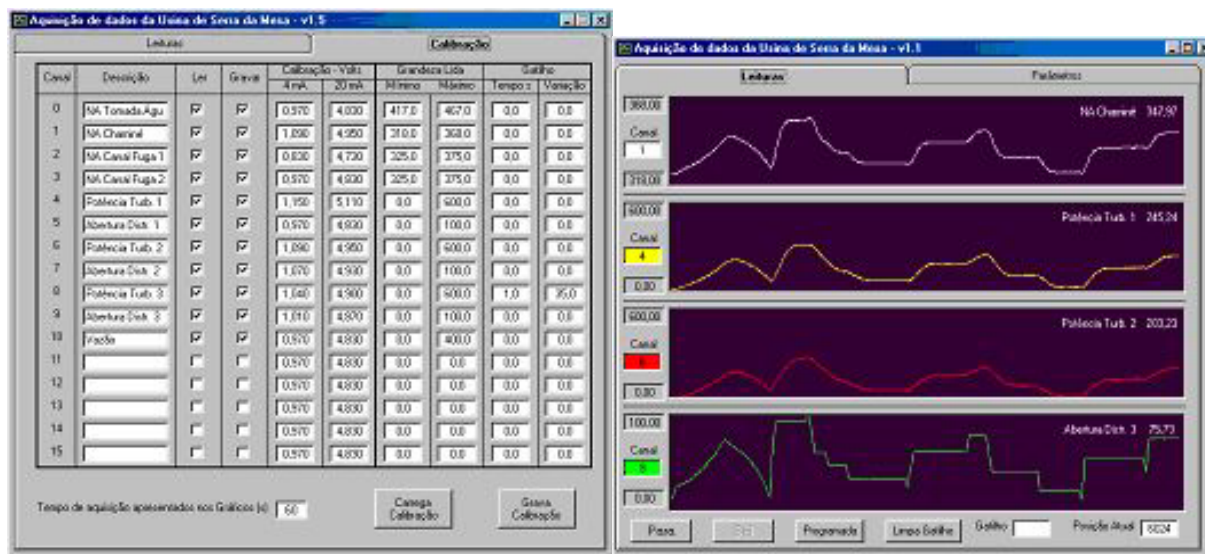 Aquisição de dados da Usina de Serra da Mesa - v1.5
Leituras Calibração
Canal Descrição Ler Gravar Calibração - Volts Grandeza Lida Gatilho
4 mA 20 mA Mínimo Máximo Tempo s Variação
0 NA Tomada Agu 0,970 4,830 417,0 467,0 0,0 0,0
1 NA Chaminé 1,090 4,950 318,0 368,0 0,0 0,0
2 NA Canal Fuga 1 0,830 4,730 325,0 375,0 0,0 0,0
3 NA Canal Fuga 2 0,970 4,830 325,0 375,0 0,0 0,0
4 Potência Turb. 1 1,150 5,110 0,0 600,0 0,0 0,0
5 Abertura Distr. 1 0,970 4,830 0,0 100,0 0,0 0,0
6 Potência Turb. 2 1,090 4,950 0,0 600,0 0,0 0,0
7 Abertura Distr. 2 1,070 4,930 0,0 100,0 0,0 0,0
8 Potência Turb. 3 1,040 4,900 0,0 600,0 1,0 35,0
9 Abertura Distr. 3 1,010 4,870 0,0 100,0 0,0 0,0
10 Vazão 0,970 4,830 0,0 400,0 0,0 0,0
11 0,970 4,830 0,0 0,0 0,0 0,0
12 0,970 4,830 0,0 0,0 0,0 0,0
13 0,970 4,830 0,0 0,0 0,0 0,0
14 0,970 4,830 0,0 0,0 0,0 0,0
15 0,970 4,830 0,0 0,0 0,0 0,0
Tempo de aquisição apresentados nos Gráficos (s) 60
Carrega Calibração
Grava Calibração
Aquisição de dados da Usina de Serra da Mesa - v1.1
Leituras Parâmetros
368,00
NA Chaminé 347,97
Canal
1
318,00
600,00
Potência Turb. 1 245,24
Canal
4
0,00
600,00
Potência Turb. 2 203,23
Canal
6
0,00
100,00
Abertura Distr. 3 75,73
Canal
9
0,00
Programada Limpa Gatilho Gatilho Posição Atual 6024